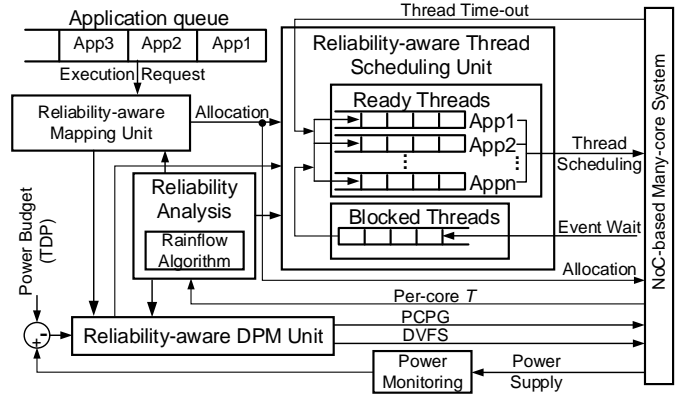 Application queue
App3 App2 App1
Execution Request
Reliability-aware
Mapping Unit
Allocation
Thread Time-out
Reliability-aware Thread
Scheduling Unit
Ready Threads
App1
App2
Appn
Thread
Scheduling
Blocked Threads
Event Wait
Allocation
Reliability
Analysis
Rainflow
Algorithm
Per-core T
Power Budget
(TDP)
- +
Reliability-aware DPM Unit
PCPG
DVFS
Power
Monitoring
Power
Supply
NoC-based Many-core System